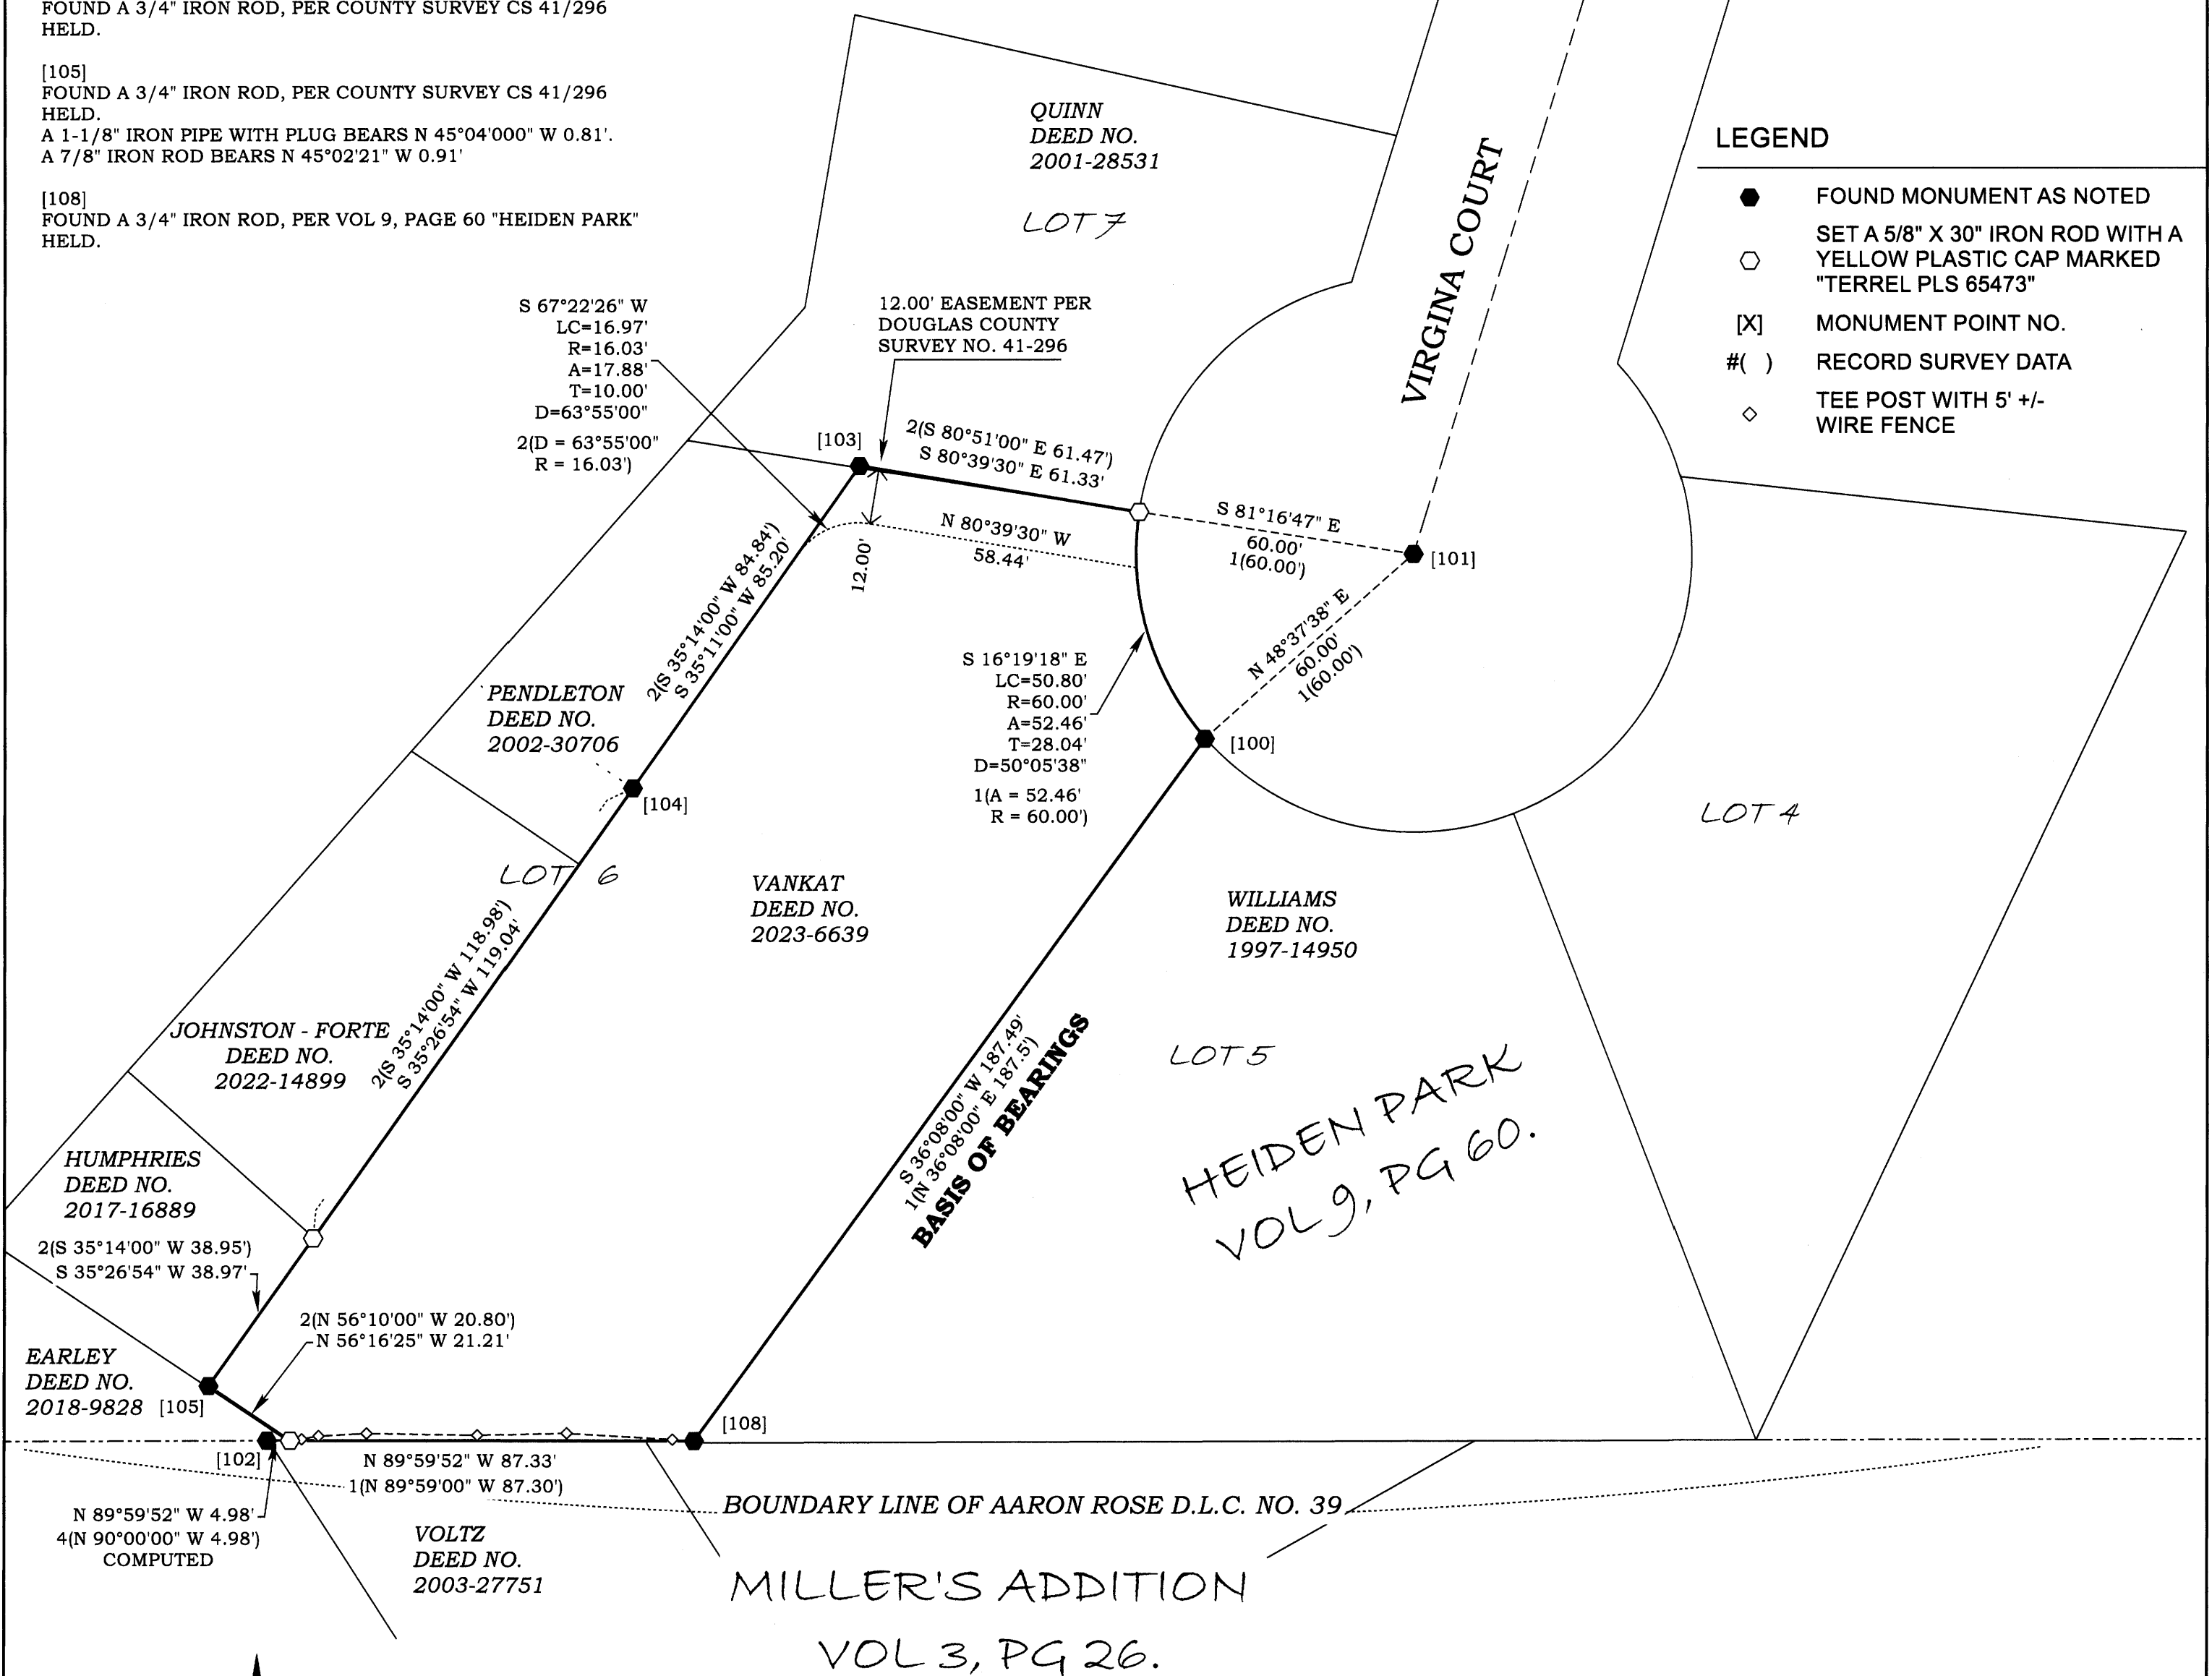 FOUND A 3/4" IRON ROD, PER COUNTY SURVEY CS 41/296
HELD.
[105]
FOUND A 3/4" IRON ROD, PER COUNTY SURVEY CS 41/296
HELD.
A 1-1/8" IRON PIPE WITH PLUG BEARS N 45°04'000" W 0.81'.
A 7/8" IRON ROD BEARS N 45°02'21" W 0.91'
[108]
FOUND A 3/4" IRON ROD, PER VOL 9, PAGE 60 "HEIDEN PARK"
HELD.
QUINN
DEED NO.
2001-28531
LOT 7
VIRGINA COURT
LEGEND
FOUND MONUMENT AS NOTED
SET A 5/8" X 30" IRON ROD WITH A
YELLOW PLASTIC CAP MARKED
"TERREL PLS 65473"
[X] MONUMENT POINT NO.
#( ) RECORD SURVEY DATA
TEE POST WITH 5' +/-
WIRE FENCE
S 67°22'26" W
LC=16.97'
R=16.03'
A=17.88'
T=10.00'
D=63°55'00"
2(D = 63°55'00"
R = 16.03')
12.00' EASEMENT PER
DOUGLAS COUNTY
SURVEY NO. 41-296
[103]
2(S 80°51'00" E 61.47')
S 80°39'30" E 61.33'
N 80°39'30" W
58.44'
12.00'
S 81°16'47" E
60.00'
1(60.00')
[101]
N 48°37'38" E
60.00'
1(60.00')
2(S 35°14'00" W 84.84')
S 35°11'00" W 85.20'
S 16°19'18" E
LC=50.80'
R=60.00'
A=52.46'
T=28.04'
D=50°05'38"
1(A = 52.46'
R = 60.00')
[100]
PENDLETON
DEED NO.
2002-30706
[104]
LOT 6
LOT 4
VANKAT
DEED NO.
2023-6639
WILLIAMS
DEED NO.
1997-14950
2(S 35°14'00" W 118.98')
S 35°26'54" W 119.04'
JOHNSTON - FORTE
DEED NO.
2022-14899
S 36°08'00" W 187.49'
1(N 36°08'00" E 187.5')
BASIS OF BEARINGS
LOT 5
HEIDEN PARK
VOL 9, PG 60.
HUMPHRIES
DEED NO.
2017-16889
2(S 35°14'00" W 38.95')
S 35°26'54" W 38.97'
2(N 56°10'00" W 20.80')
N 56°16'25" W 21.21'
EARLEY
DEED NO.
2018-9828
[105]
[108]
[102]
N 89°59'52" W 87.33'
1(N 89°59'00" W 87.30')
N 89°59'52" W 4.98'
4(N 90°00'00" W 4.98')
COMPUTED
BOUNDARY LINE OF AARON ROSE D.L.C. NO. 39
VOLTZ
DEED NO.
2003-27751
MILLER'S ADDITION
VOL 3, PG 26.